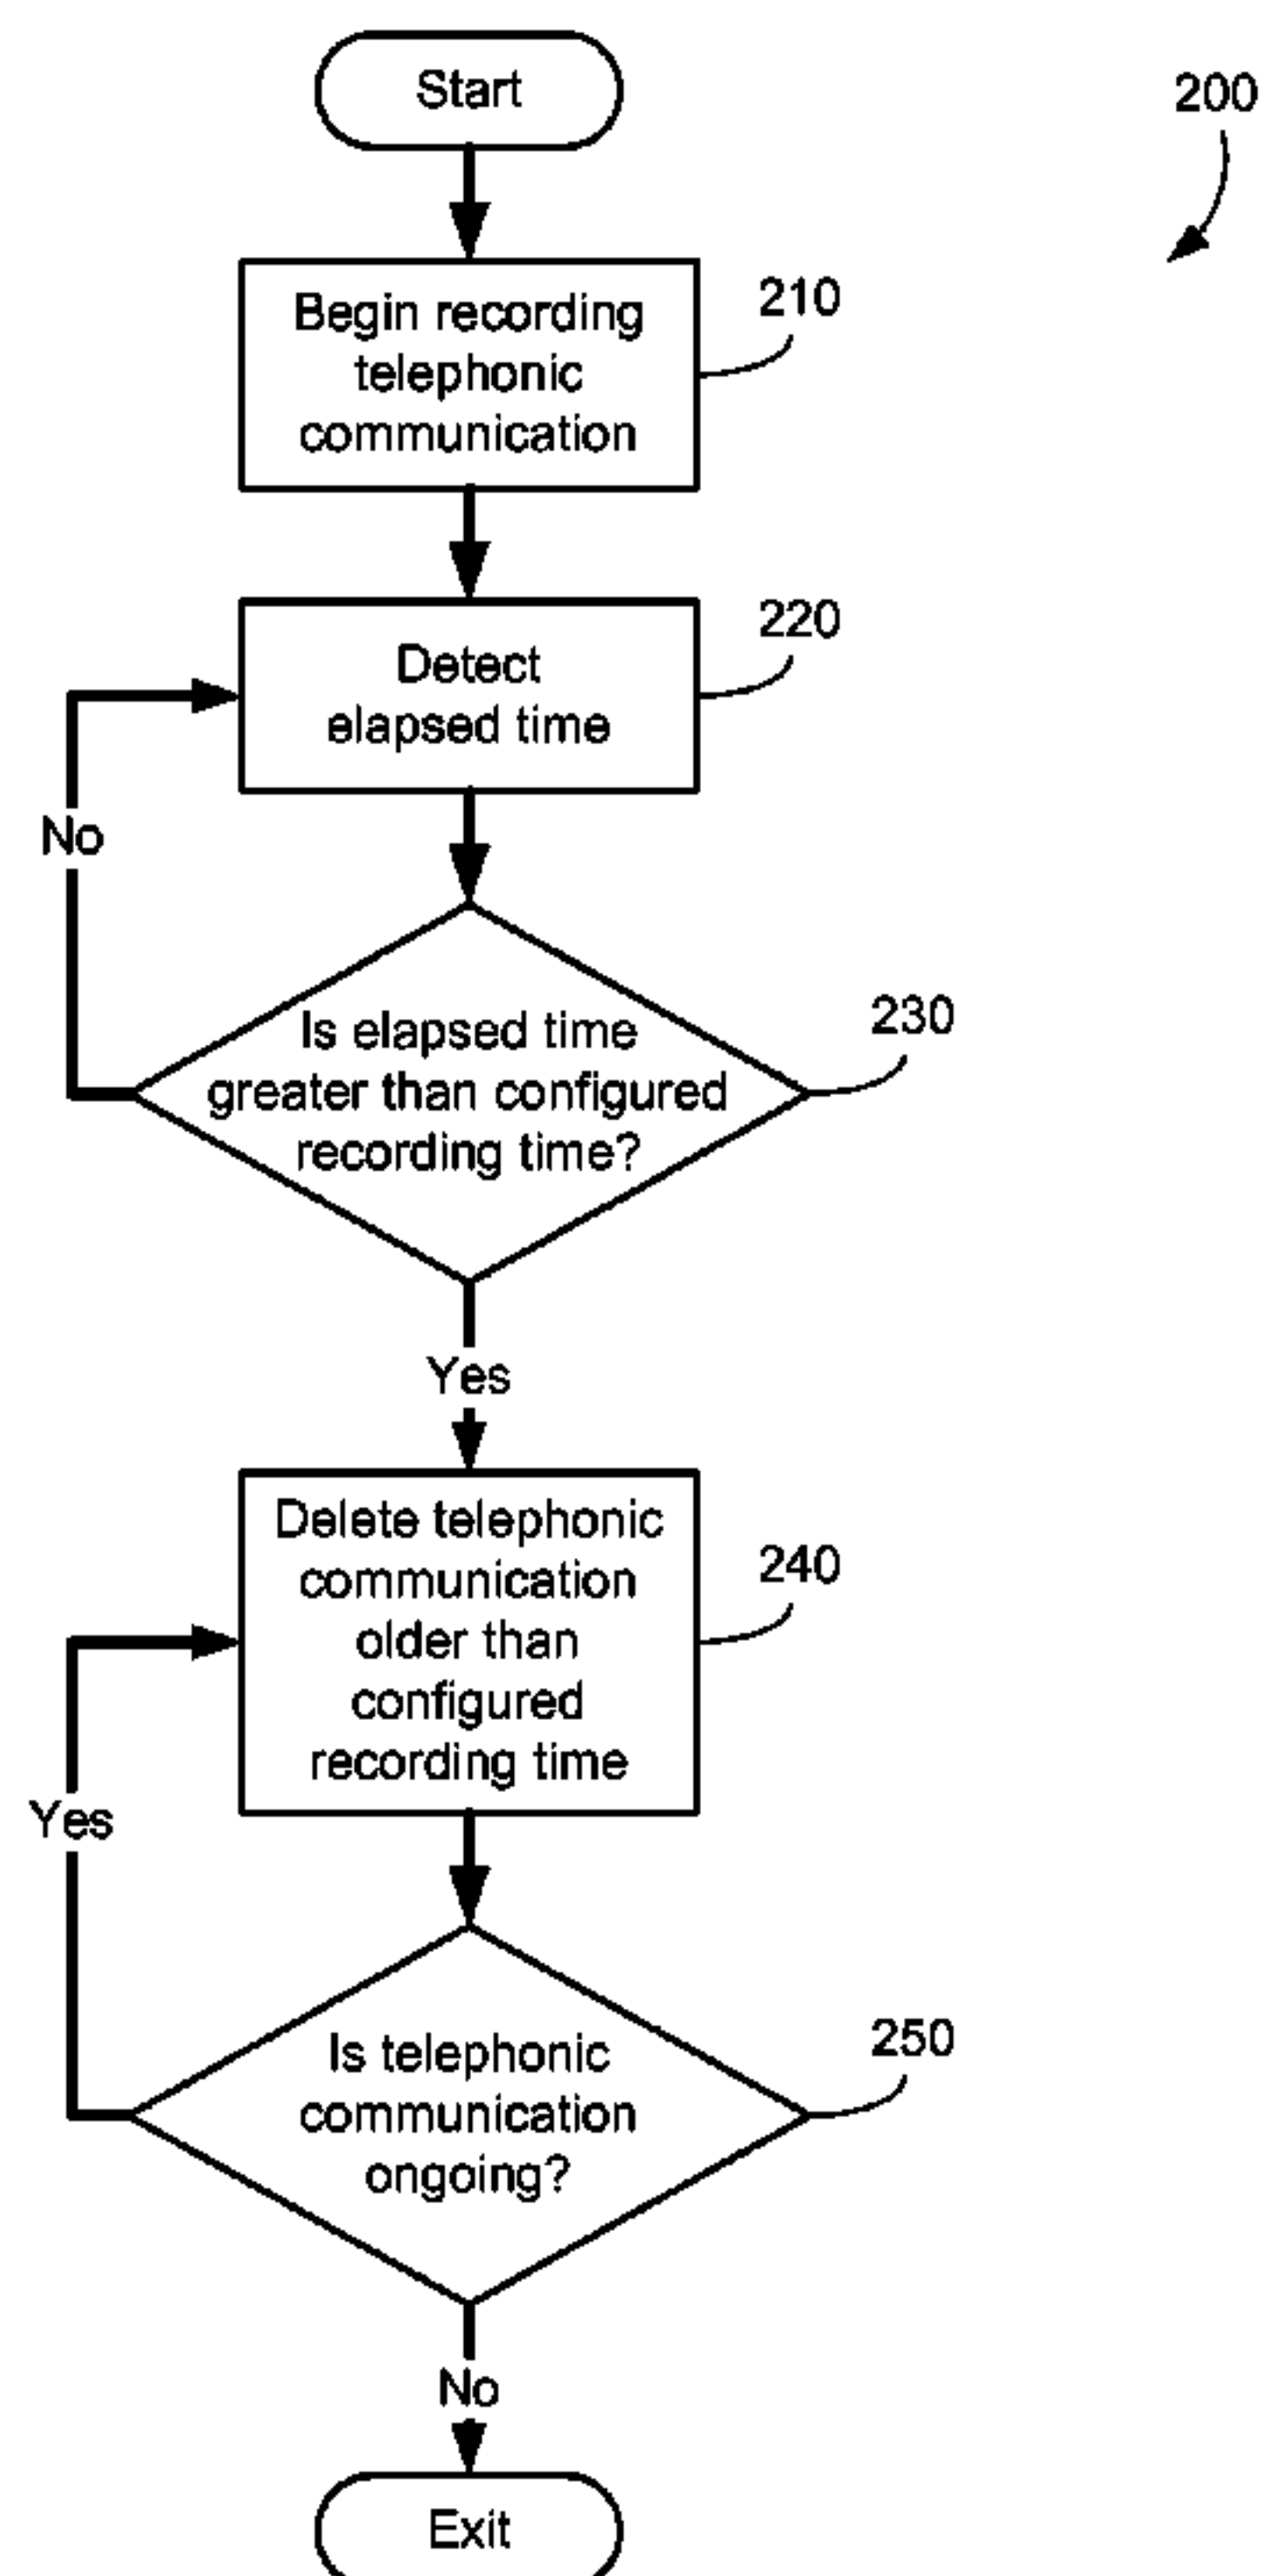 Start
200
Begin recording
telephonic
communication
210
Detect
elapsed time
220
No
Is elapsed time
greater than configured
recording time?
230
Yes
Delete telephonic
communication
older than
configured
recording time
240
Yes
Is telephonic
communication
ongoing?
250
No
Exit